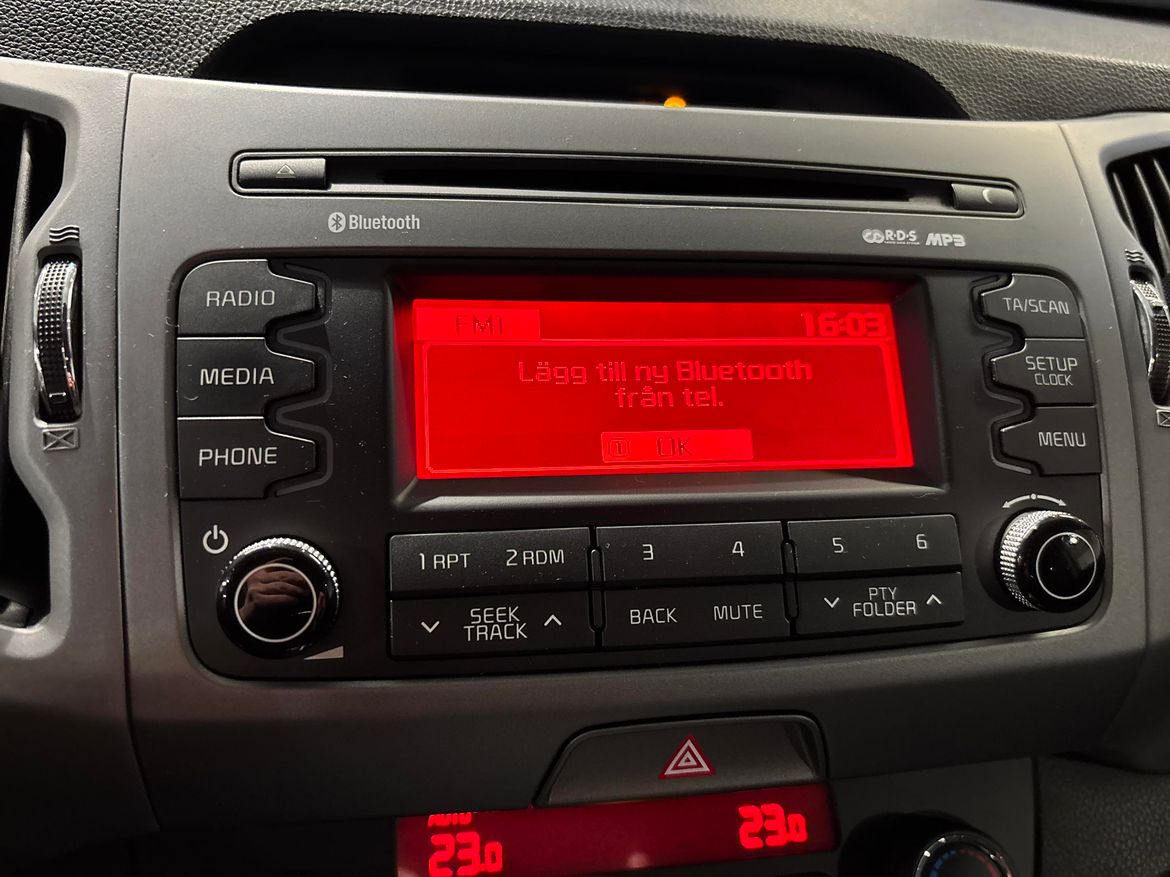 Bluetooth
R·D·S
MP3
RADIO
MEDIA
PHONE
FM1
16:03
Lägg till ny Bluetooth
från tel.
1 OK
TA/SCAN
SETUP
CLOCK
MENU
1 RPT 2 RDM
3 4
5 6
SEEK
TRACK
BACK MUTE
PTY
FOLDER
AUTO
23.0
23.0